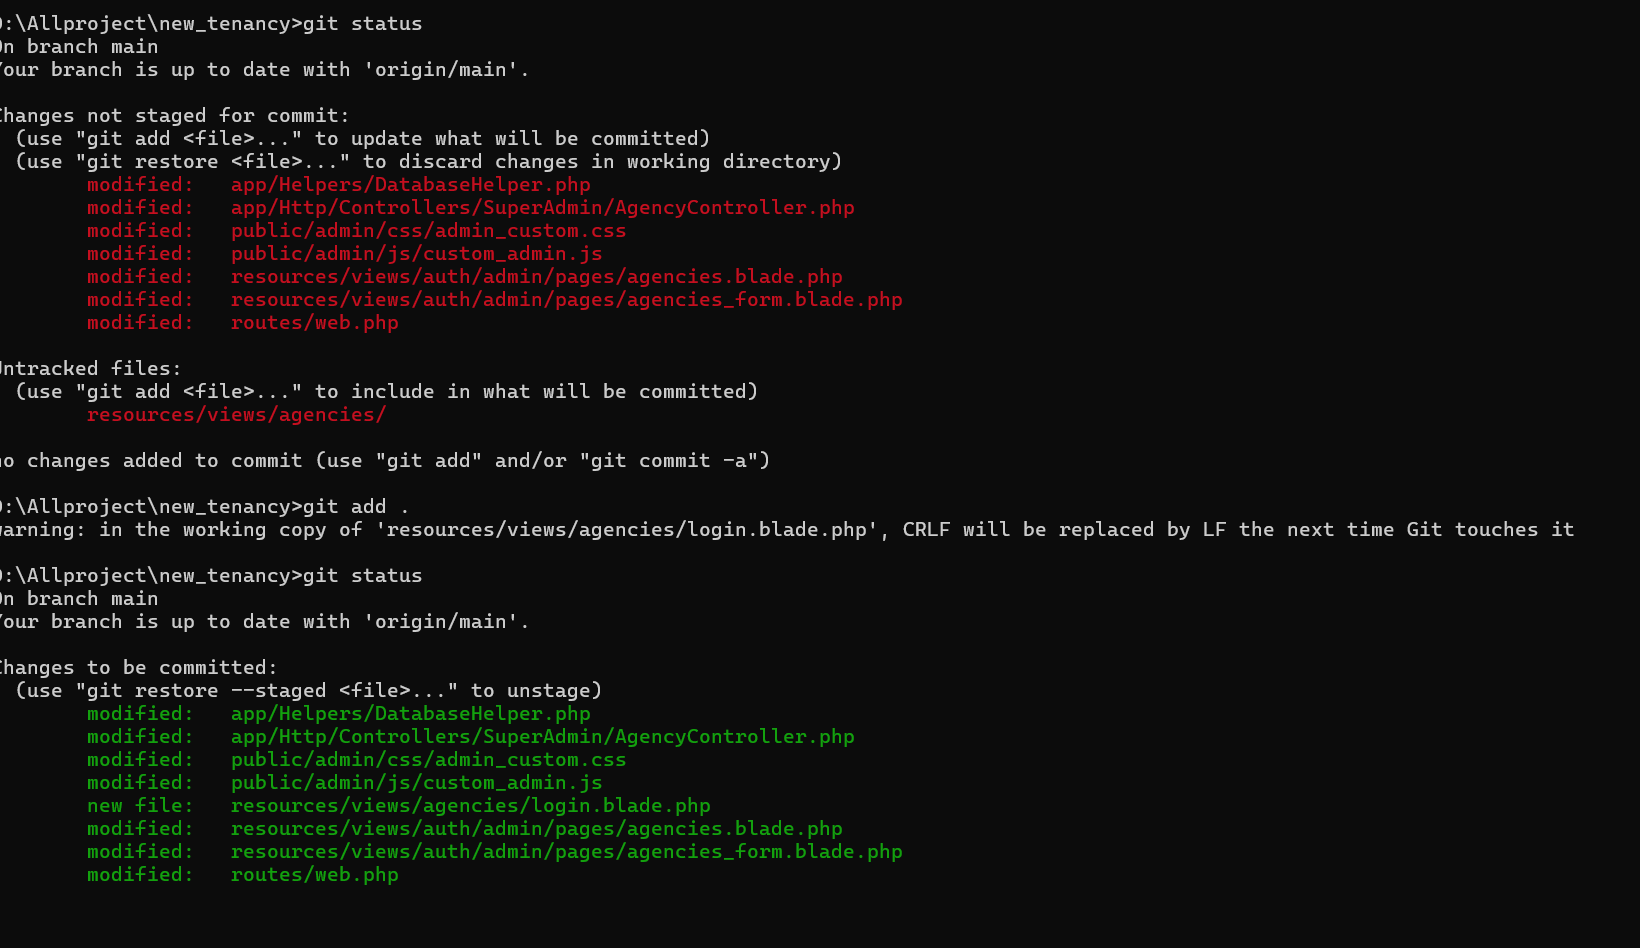 D:\Allproject\new_tenancy>git status
On branch main
Your branch is up to date with 'origin/main'.
Changes not staged for commit:
  (use "git add <file>..." to update what will be committed)
  (use "git restore <file>..." to discard changes in working directory)
        modified:   app/Helpers/DatabaseHelper.php
        modified:   app/Http/Controllers/SuperAdmin/AgencyController.php
        modified:   public/admin/css/admin_custom.css
        modified:   public/admin/js/custom_admin.js
        modified:   resources/views/auth/admin/pages/agencies.blade.php
        modified:   resources/views/auth/admin/pages/agencies_form.blade.php
        modified:   routes/web.php
Untracked files:
  (use "git add <file>..." to include in what will be committed)
        resources/views/agencies/
no changes added to commit (use "git add" and/or "git commit -a")
D:\Allproject\new_tenancy>git add .
warning: in the working copy of 'resources/views/agencies/login.blade.php', CRLF will be replaced by LF the next time Git touches it
D:\Allproject\new_tenancy>git status
On branch main
Your branch is up to date with 'origin/main'.
Changes to be committed:
  (use "git restore --staged <file>..." to unstage)
        modified:   app/Helpers/DatabaseHelper.php
        modified:   app/Http/Controllers/SuperAdmin/AgencyController.php
        modified:   public/admin/css/admin_custom.css
        modified:   public/admin/js/custom_admin.js
        new file:   resources/views/agencies/login.blade.php
        modified:   resources/views/auth/admin/pages/agencies.blade.php
        modified:   resources/views/auth/admin/pages/agencies_form.blade.php
        modified:   routes/web.php